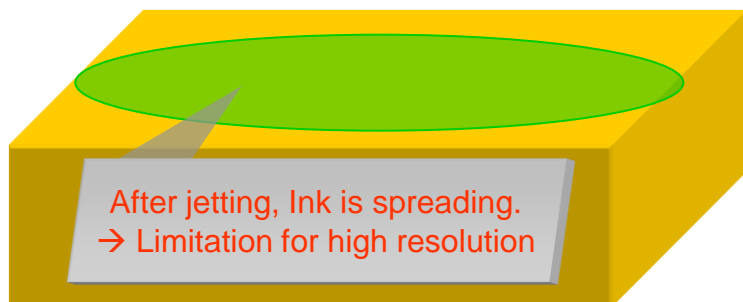 After jetting, Ink is spreading.
→ Limitation for high resolution